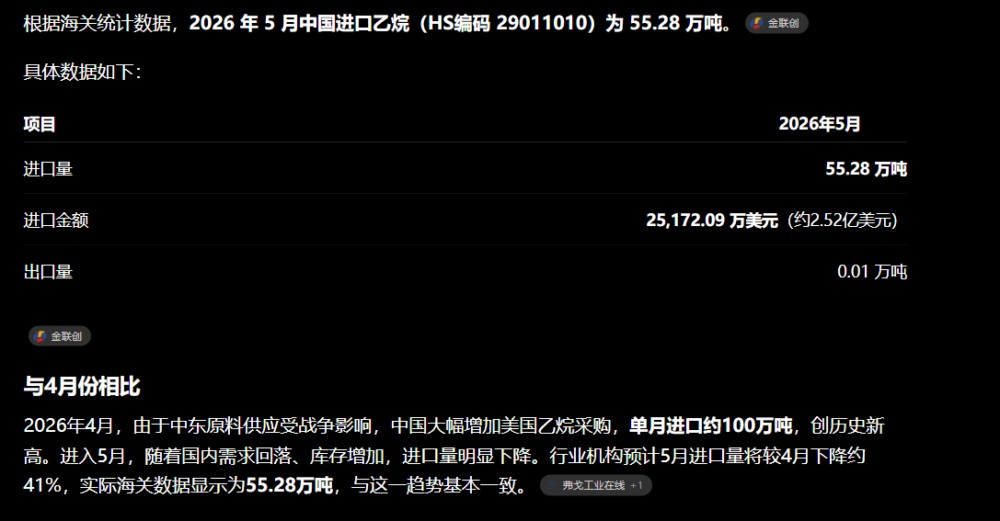 根据海关统计数据，2026 年 5 月中国进口乙烷（HS编码 29011010）为 55.28 万吨。 金联创
具体数据如下：
项目 2026年5月
进口量 55.28 万吨
进口金额 25,172.09 万美元（约2.52亿美元）
出口量 0.01 万吨
金联创
与4月份相比
2026年4月，由于中东原料供应受战争影响，中国大幅增加美国乙烷采购，单月进口约100万吨，创历史新
高。进入5月，随着国内需求回落、库存增加，进口量明显下降。行业机构预计5月进口量将较4月下降约
41%，实际海关数据显示为55.28万吨，与这一趋势基本一致。 弗戈工业在线 +1